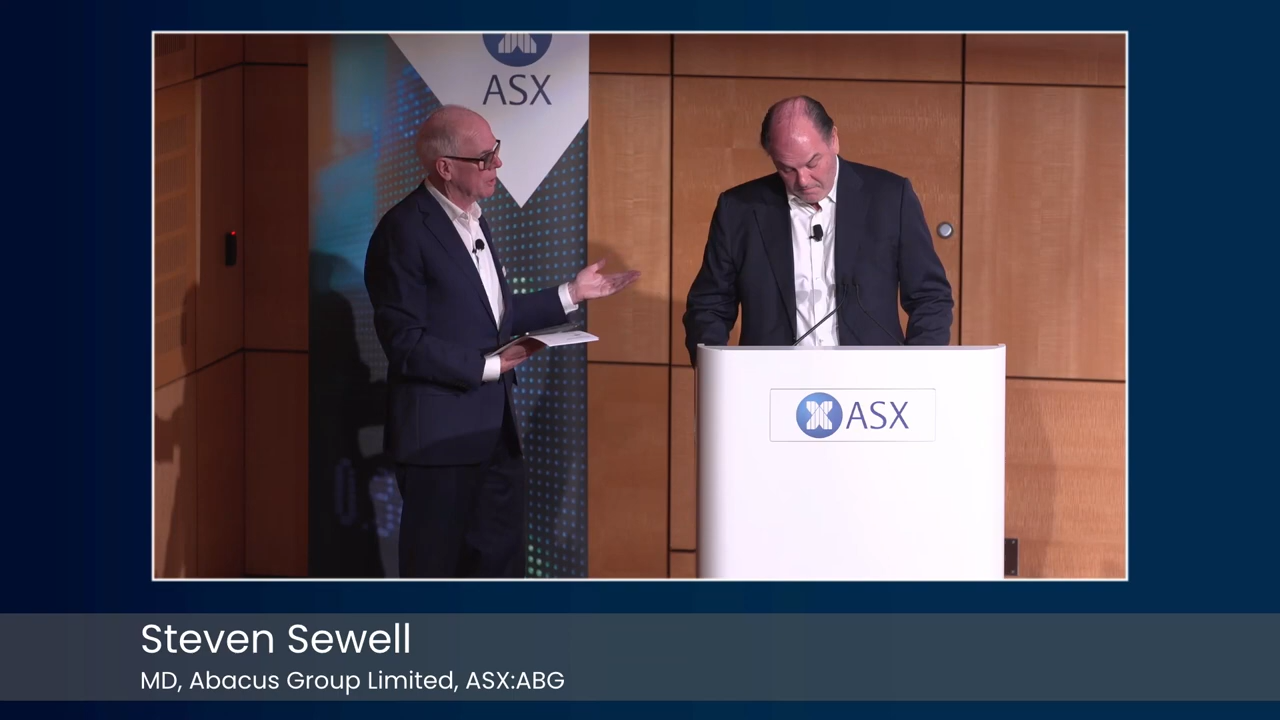 ASX
ASX
Steven Sewell
MD, Abacus Group Limited, ASX:ABG